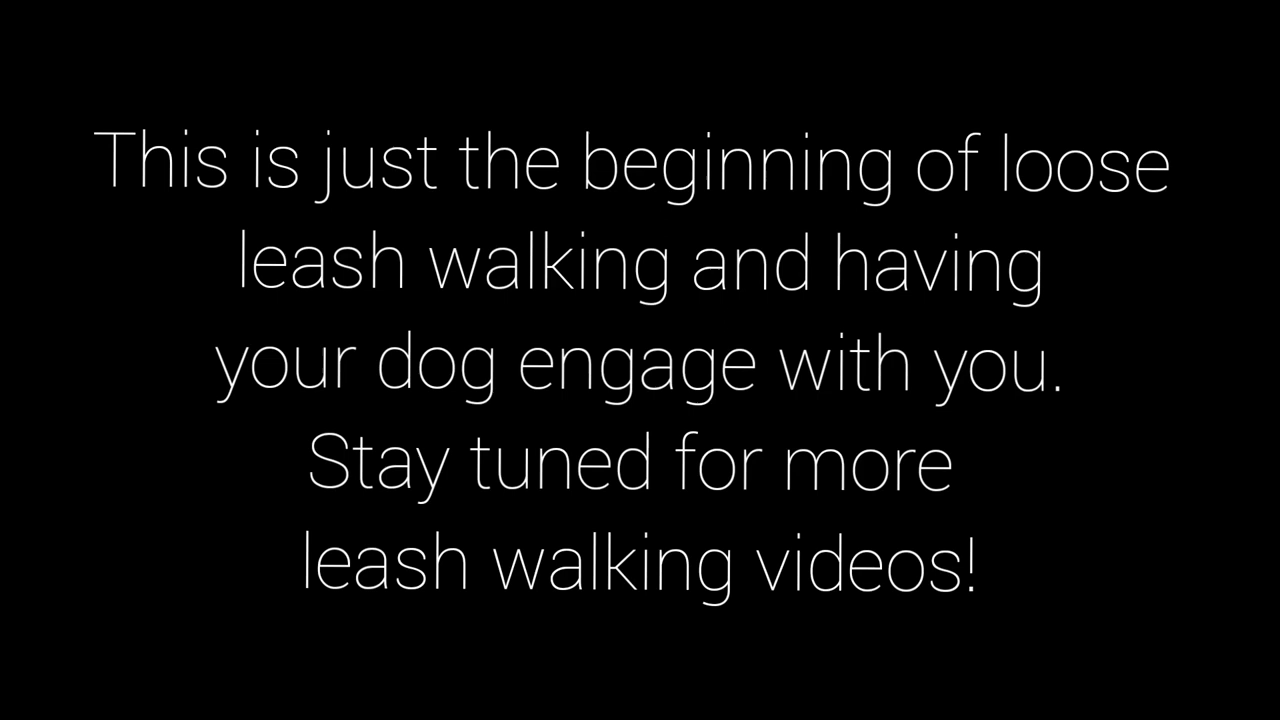 This is just the beginning of loose
leash walking and having
your dog engage with you.
Stay tuned for more
leash walking videos!